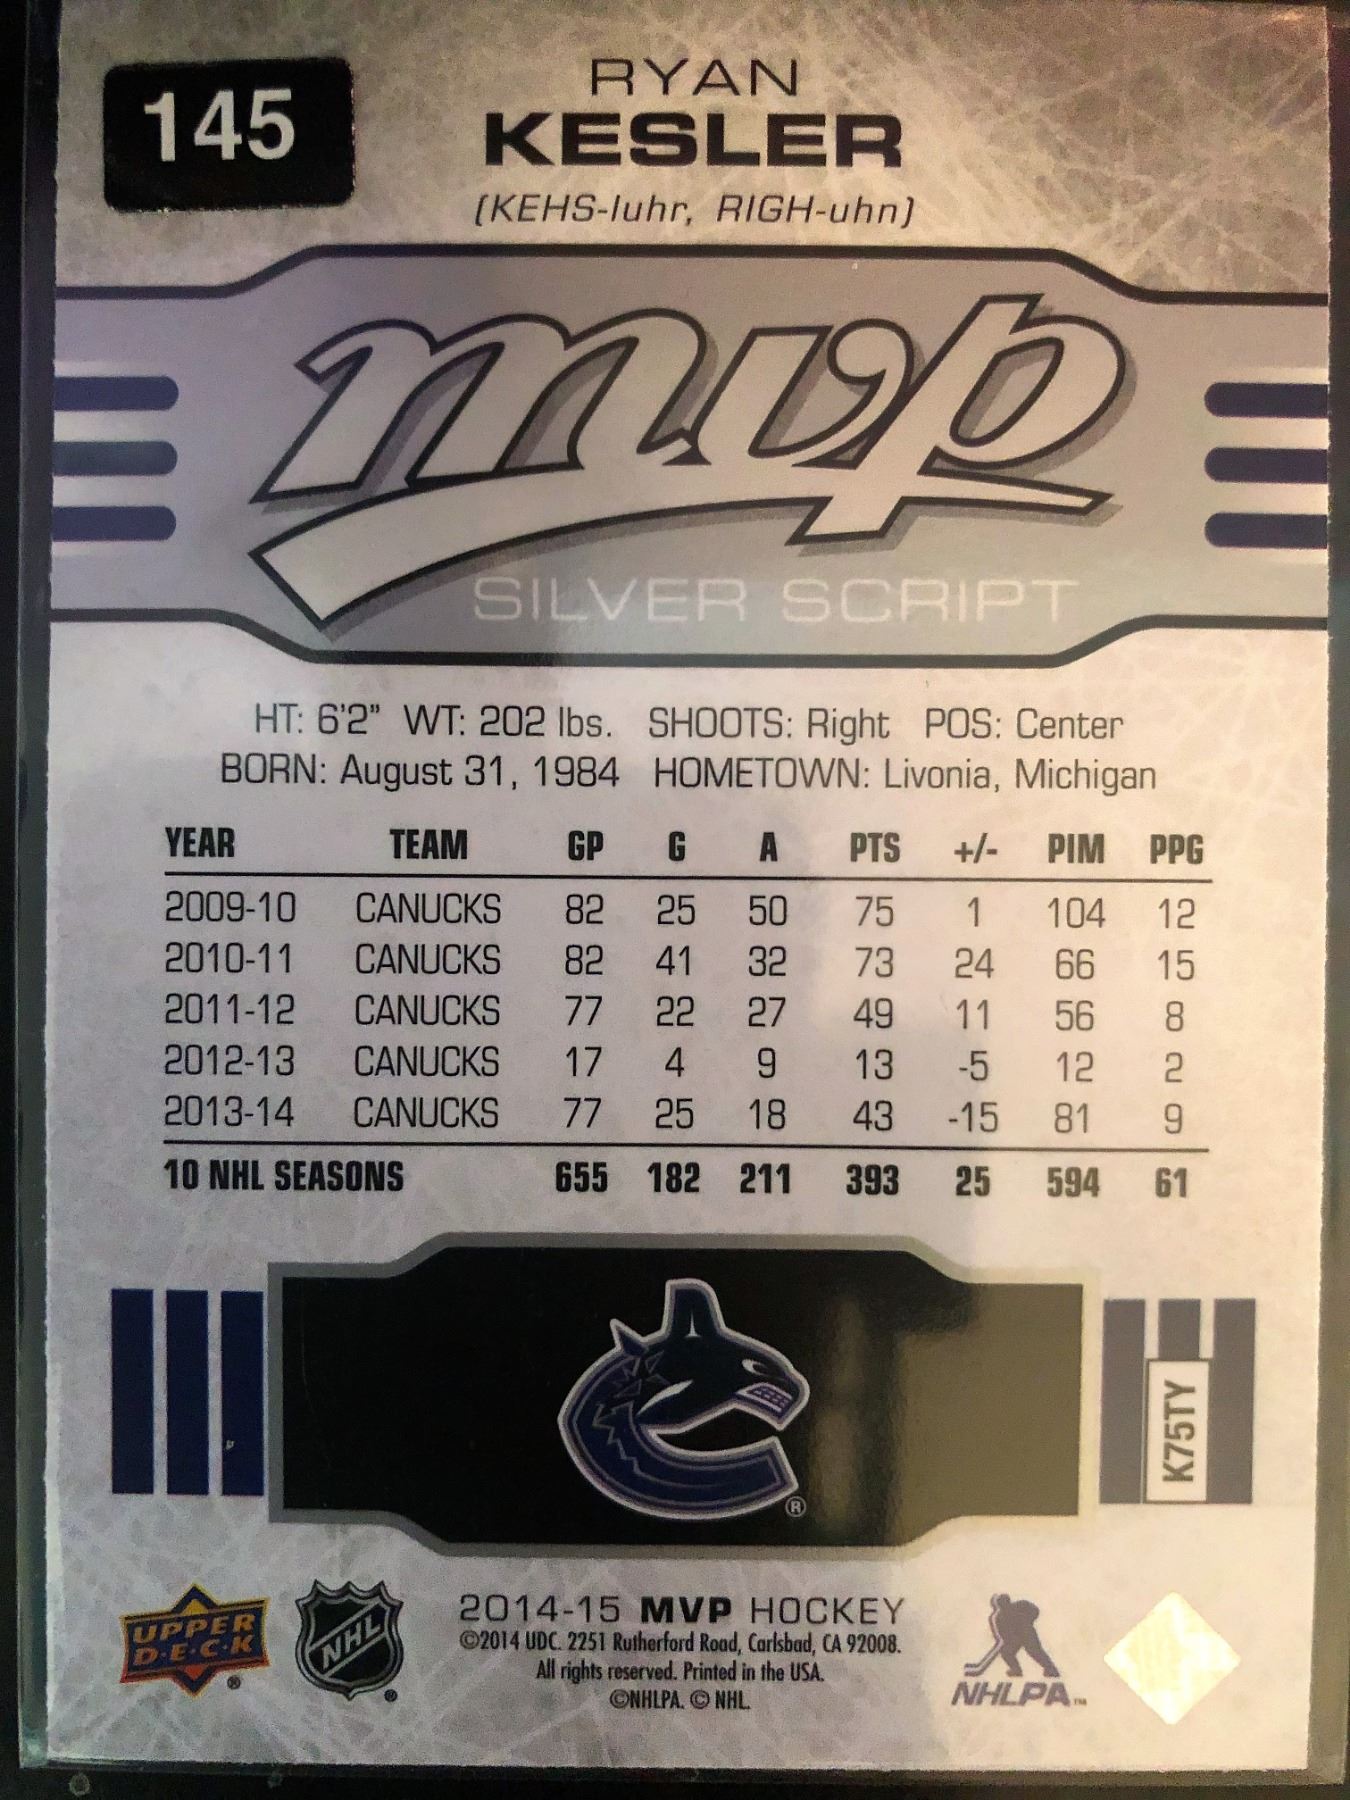 145
RYAN
KESLER
(KEHS-luhr, RIGH-uhn)
mvp
SILVER SCRIPT
HT: 6'2" WT: 202 lbs. SHOOTS: Right POS: Center
BORN: August 31, 1984 HOMETOWN: Livonia, Michigan
YEAR TEAM GP G A PTS +/- PIM PPG
2009-10 CANUCKS 82 25 50 75 1 104 12
2010-11 CANUCKS 82 41 32 73 24 66 15
2011-12 CANUCKS 77 22 27 49 11 56 8
2012-13 CANUCKS 17 4 9 13 -5 12 2
2013-14 CANUCKS 77 25 18 43 -15 81 9
10 NHL SEASONS 655 182 211 393 25 594 61
®
K75TY
UPPER
D·E·C·K
®
NHL
®
2014-15 MVP HOCKEY
©2014 UDC. 2251 Rutherford Road, Carlsbad, CA 92008.
All rights reserved. Printed in the USA.
©NHLPA. © NHL.
NHLPA™